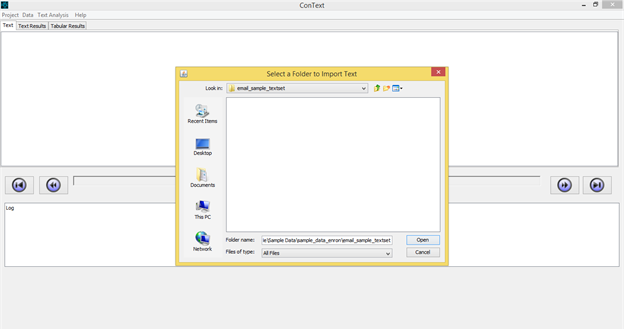 ConText
Project Data Text Analysis Help
Text Text Results Tabular Results
Select a Folder to Import Text
Look in: email_sample_textset
Recent Items
Desktop
Documents
This PC
Network
Folder name: le\Sample Data\sample_data_enron\email_sample_textset Open
Files of type: All Files Cancel
Log